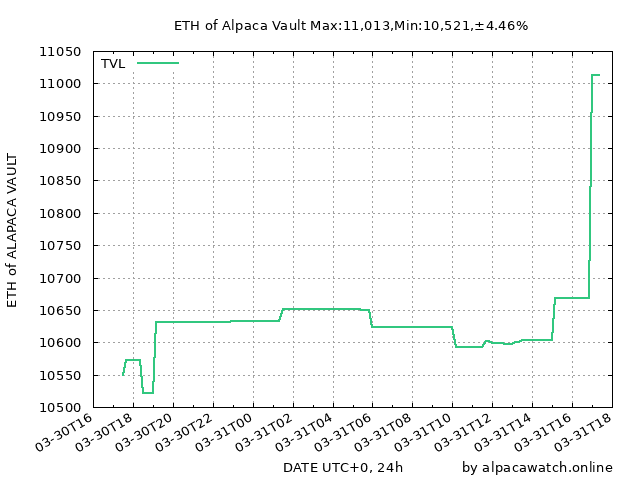 ETH of Alpaca Vault Max:11,013,Min:10,521,±4.46%
TVL
11050
11000
10950
10900
10850
10800
10750
10700
10650
10600
10550
10500
ETH of ALAPACA VAULT
03-30T16
03-30T18
03-30T20
03-30T22
03-31T00
03-31T02
03-31T04
03-31T06
03-31T08
03-31T10
03-31T12
03-31T14
03-31T16
03-31T18
DATE UTC+0, 24h
by alpacawatch.online